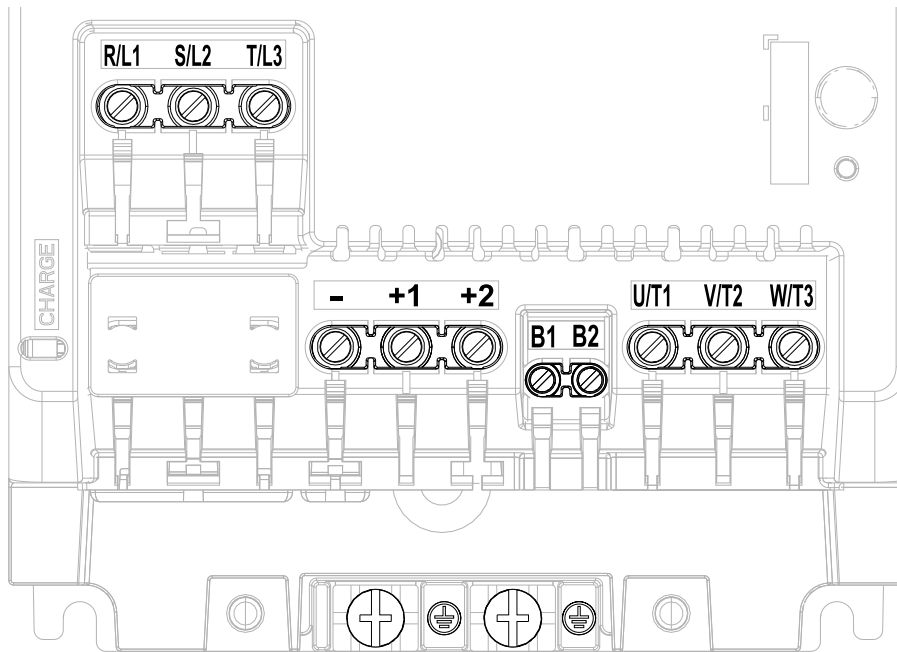 R/L1 S/L2 T/L3
CHARGE
- +1 +2
B1 B2
U/T1 V/T2 W/T3